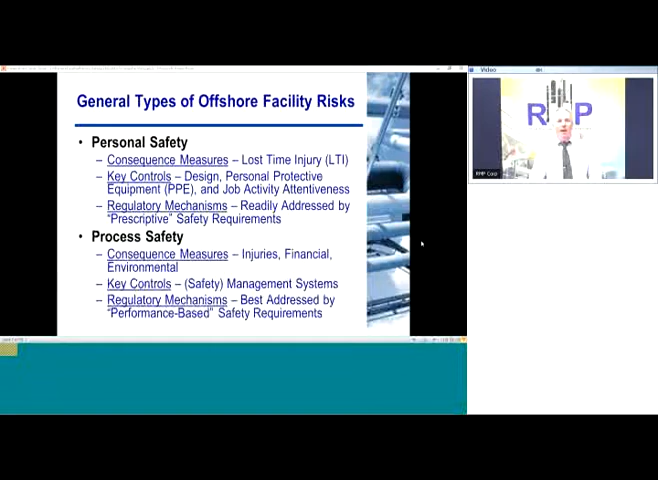 General Types of Offshore Facility Risks
• Personal Safety
– Consequence Measures – Lost Time Injury (LTI)
– Key Controls – Design, Personal Protective
Equipment (PPE), and Job Activity Attentiveness
– Regulatory Mechanisms – Readily Addressed by
"Prescriptive" Safety Requirements
• Process Safety
– Consequence Measures – Injuries, Financial,
Environmental
– Key Controls – (Safety) Management Systems
– Regulatory Mechanisms – Best Addressed by
"Performance-Based" Safety Requirements
Video
RMP Corp